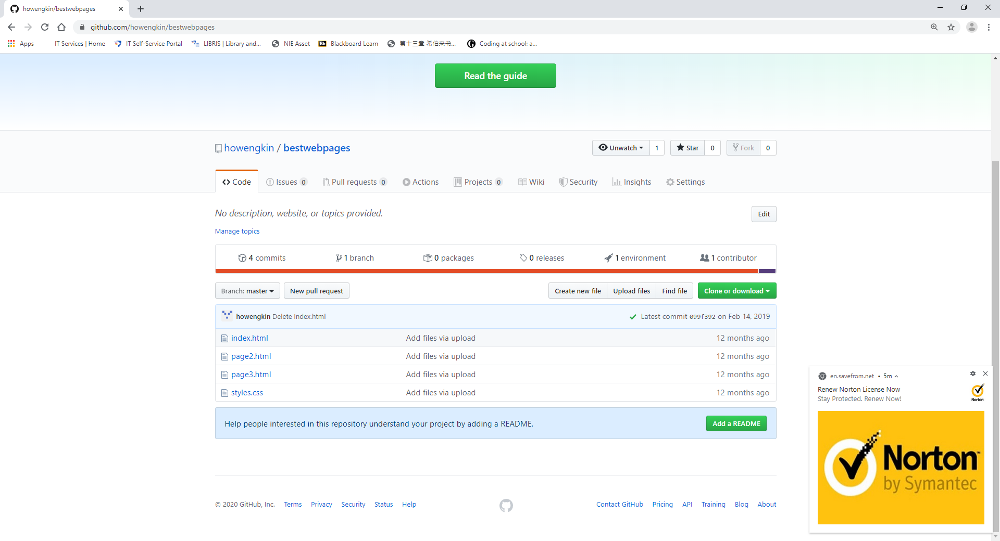 howengkin/bestwebpages
github.com/howengkin/bestwebpages
Apps IT Services | Home IT Self-Service Portal LIBRIS | Library and... NIE Asset Bb Blackboard Learn 第十三章 希伯来书... Coding at school: a...
Read the guide
howengkin / bestwebpages Unwatch 1 Star 0 Fork 0
Code Issues 0 Pull requests 0 Actions Projects 0 Wiki Security Insights Settings
No description, website, or topics provided. Edit
Manage topics
4 commits 1 branch 0 packages 0 releases 1 environment 1 contributor
Branch: master New pull request Create new file Upload files Find file Clone or download
howengkin Delete Index.html Latest commit 099f392 on Feb 14, 2019
index.html Add files via upload 12 months ago
page2.html Add files via upload 12 months ago
page3.html Add files via upload 12 months ago
styles.css Add files via upload 12 months ago
Help people interested in this repository understand your project by adding a README. Add a README
© 2020 GitHub, Inc. Terms Privacy Security Status Help Contact GitHub Pricing API Training Blog About
en.savefrom.net • 5m
Renew Norton License Now
Stay Protected. Renew Now!
Norton
Norton™
by Symantec